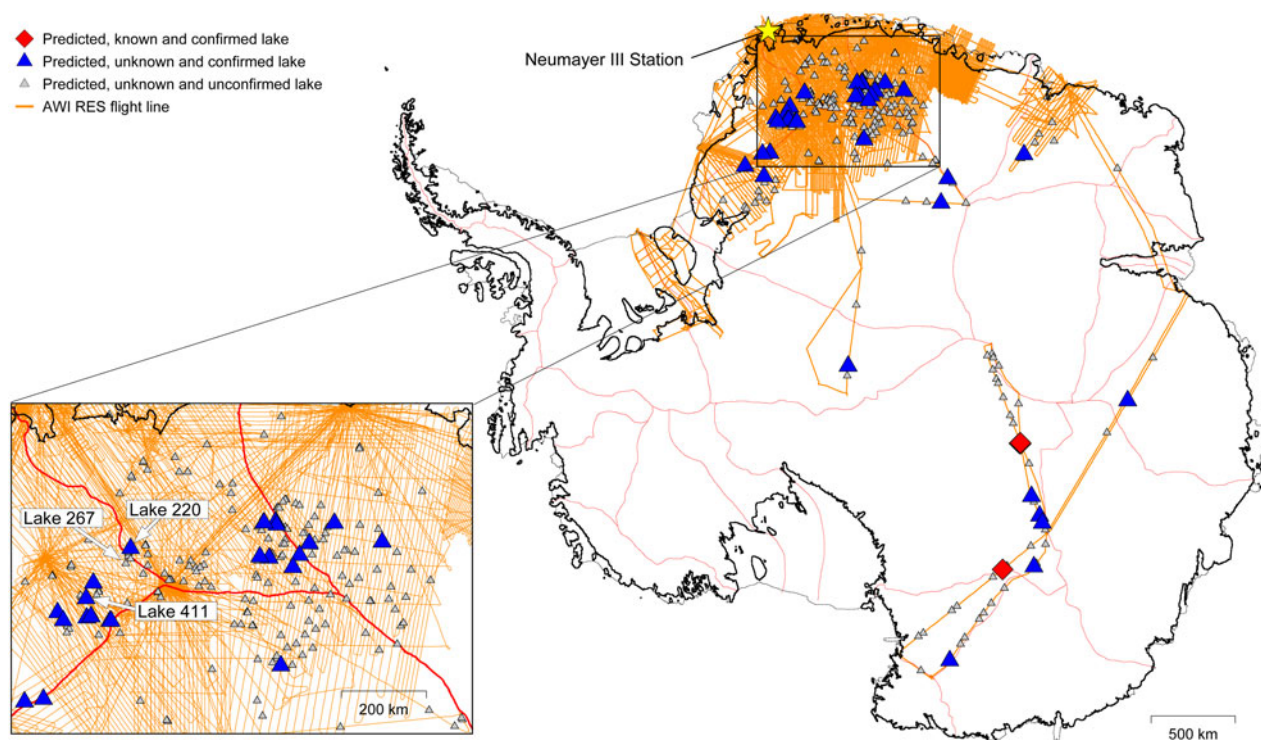 Predicted, known and confirmed lake
Predicted, unknown and confirmed lake
Predicted, unknown and unconfirmed lake
AWI RES flight line
Neumayer III Station
Lake 267
Lake 220
Lake 411
200 km
500 km